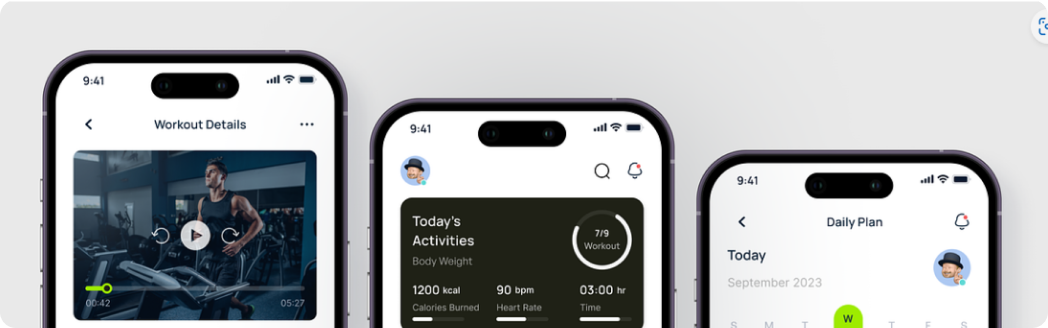 9:41
Workout Details
00:42
05:27
9:41
Today's
Activities
Body Weight
7/9
Workout
1200 kcal
Calories Burned
90 bpm
Heart Rate
03:00 hr
Time
9:41
Daily Plan
Today
September 2023
S M T W T F S